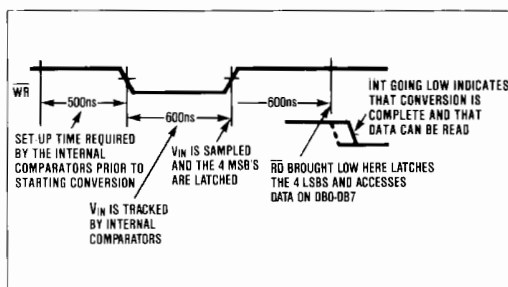 WR
500ns
600ns
600ns
INT GOING LOW INDICATES
THAT CONVERSION IS
COMPLETE AND THAT
DATA CAN BE READ
SET-UP TIME REQUIRED
BY THE INTERNAL
COMPARATORS PRIOR TO
STARTING CONVERSION
VIN IS SAMPLED
AND THE 4 MSB'S
ARE LATCHED
RD BROUGHT LOW HERE LATCHES
THE 4 LSBS AND ACCESSES
DATA ON DB0-DB7
VIN IS TRACKED
BY INTERNAL
COMPARATORS